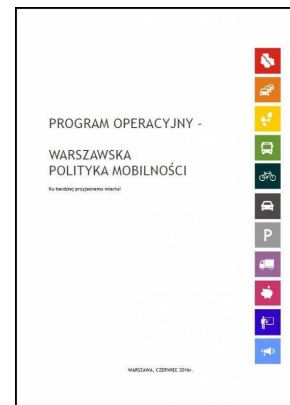 PROGRAM OPERACYJNY -
WARSZAWSKA
POLITYKA MOBILNOŚCI
Ku bardziej przyjaznemu miastu!
P
WARSZAWA, CZERWIEC 2016r.